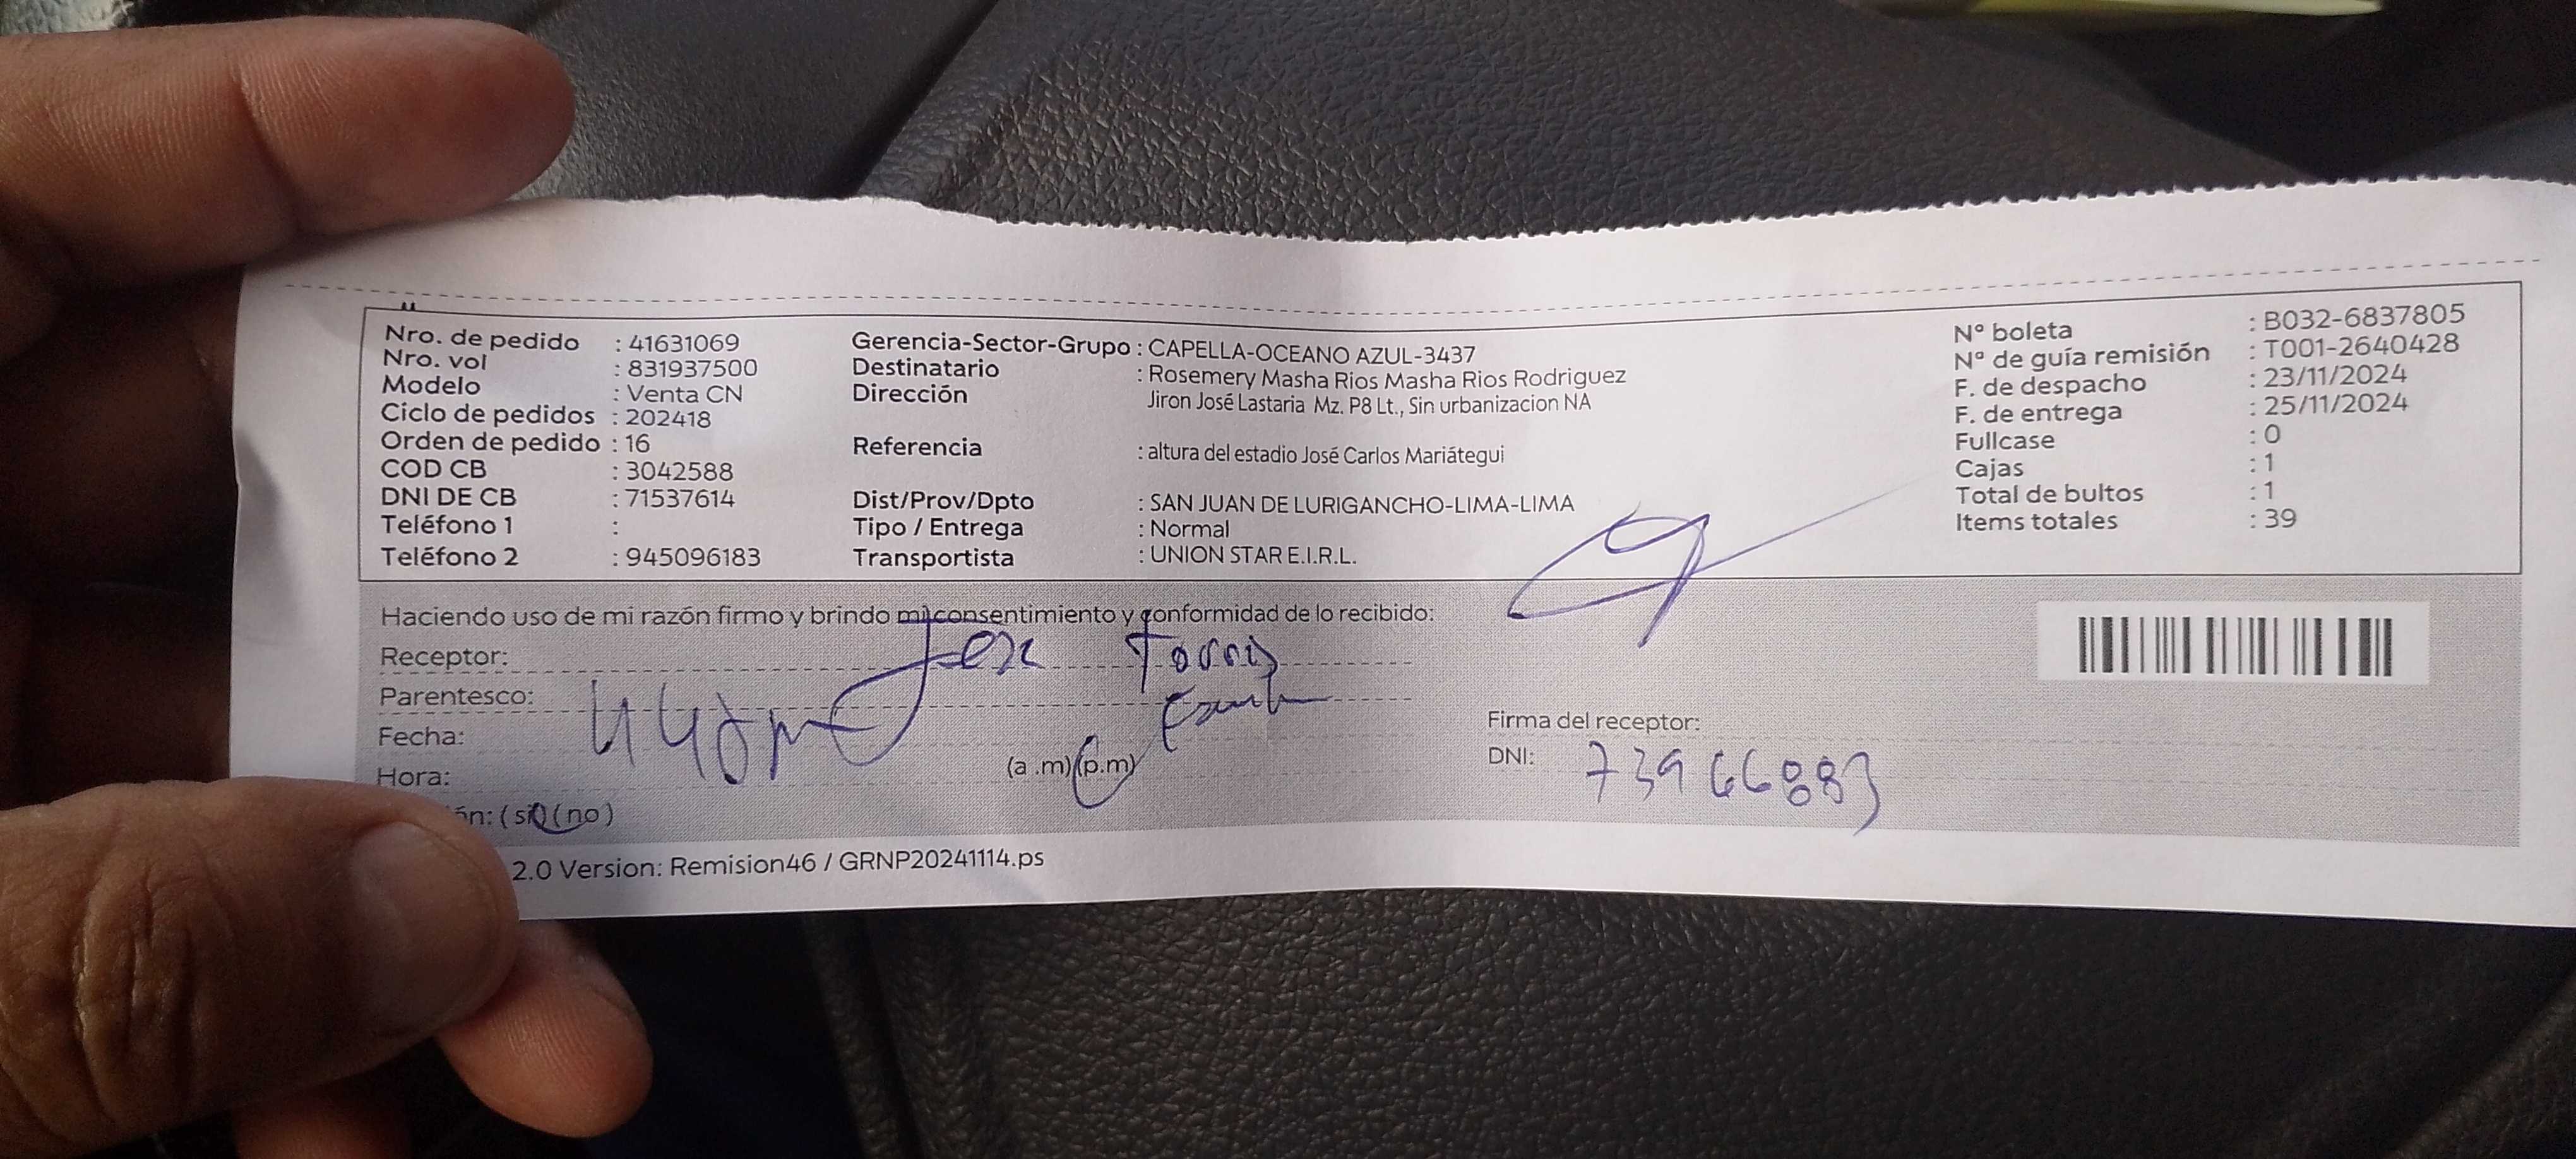 Nro. de pedido : 41631069
Nro. vol : 831937500
Modelo : Venta CN
Ciclo de pedidos : 202418
Orden de pedido : 16
COD CB : 3042588
DNI DE CB : 71537614
Teléfono 1 :
Teléfono 2 : 945096183
Gerencia-Sector-Grupo : CAPELLA-OCEANO AZUL-3437
Destinatario : Rosemery Masha Rios Masha Rios Rodriguez
Dirección Jiron José Lastaria Mz. P8 Lt., Sin urbanizacion NA
Referencia : altura del estadio José Carlos Mariátegui
Dist/Prov/Dpto : SAN JUAN DE LURIGANCHO-LIMA-LIMA
Tipo / Entrega : Normal
Transportista : UNION STAR E.I.R.L.
Nº boleta : B032-6837805
Nº de guía remisión : T001-2640428
F. de despacho : 23/11/2024
F. de entrega : 25/11/2024
Fullcase : 0
Cajas : 1
Total de bultos : 1
Items totales : 39
Haciendo uso de mi razón firmo y brindo mi consentimiento y conformidad de lo recibido:
Receptor:
Parentesco:
Fecha:
Hora: (a .m) (p.m)
ón: ( si) (no )
Firma del receptor:
DNI: 73966883
2.0 Version: Remision46 / GRNP20241114.ps